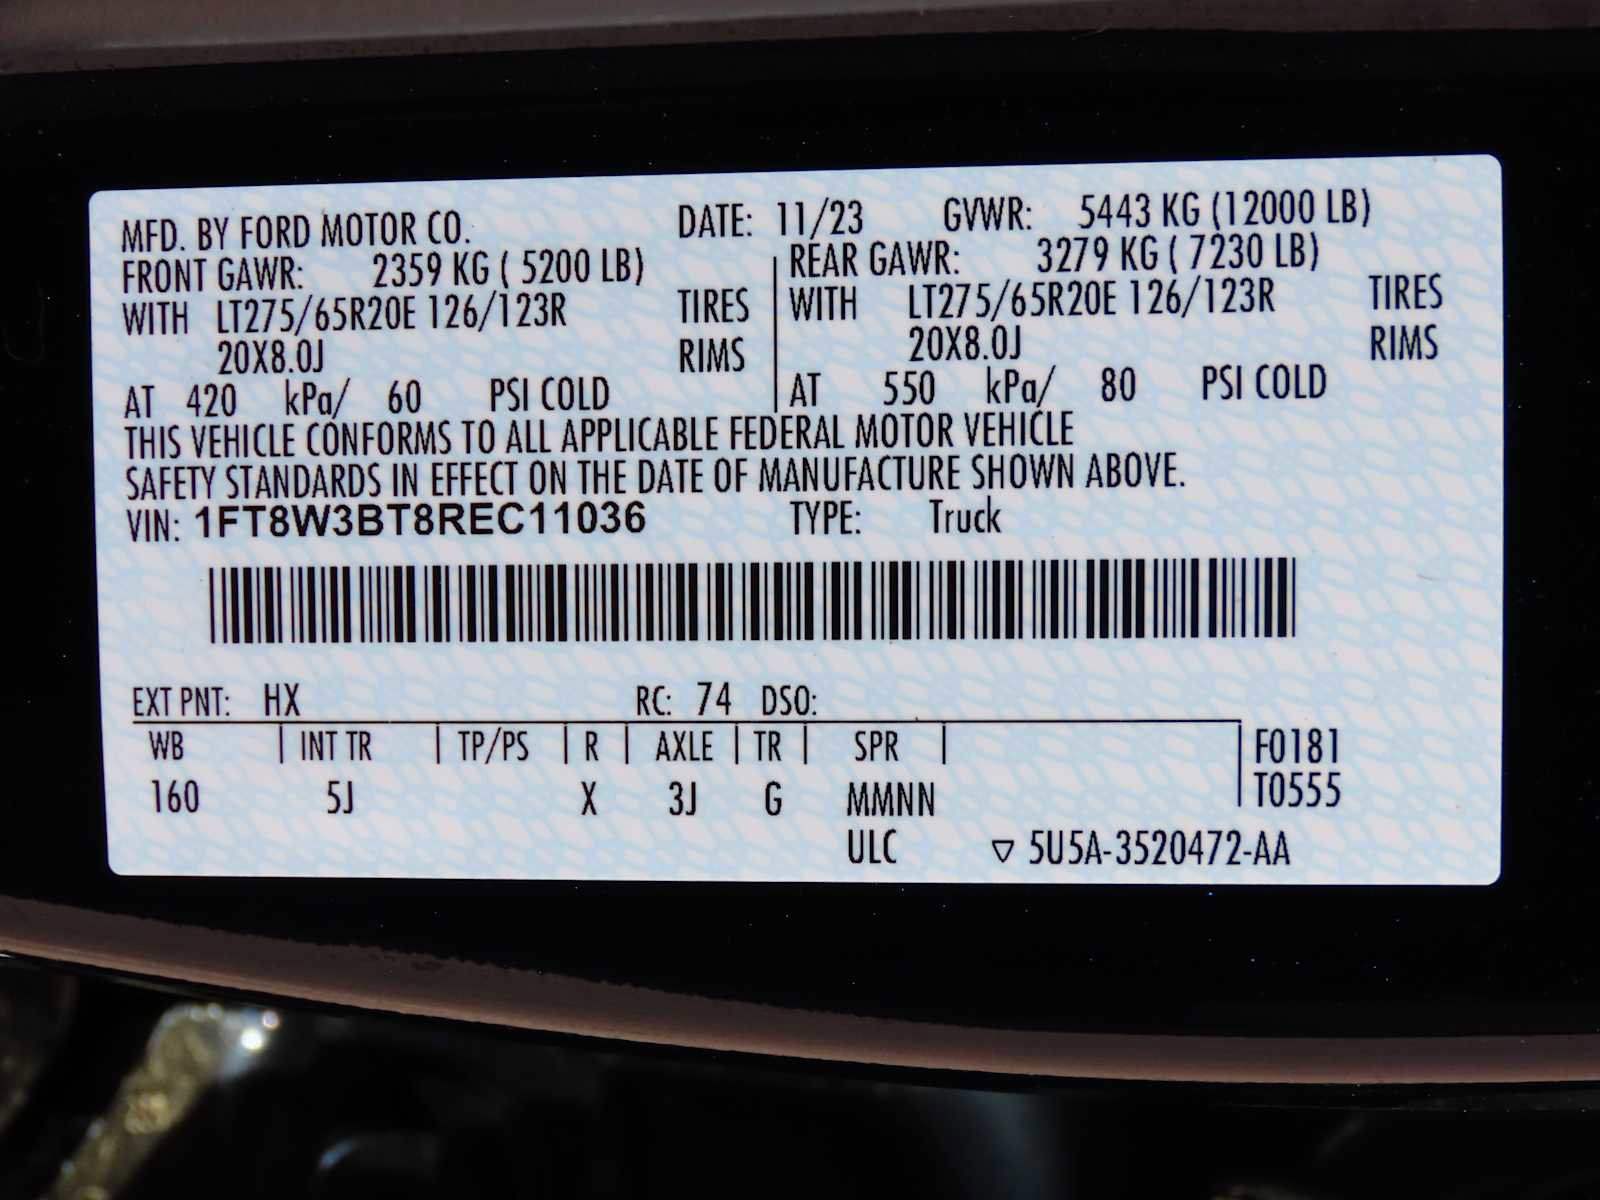 MFD. BY FORD MOTOR CO. DATE: 11/23 GVWR: 5443 KG (12000 LB)
FRONT GAWR: 2359 KG ( 5200 LB) REAR GAWR: 3279 KG ( 7230 LB)
WITH LT275/65R20E 126/123R TIRES WITH LT275/65R20E 126/123R TIRES
20X8.0J RIMS 20X8.0J RIMS
AT 420 kPa/ 60 PSI COLD AT 550 kPa/ 80 PSI COLD
THIS VEHICLE CONFORMS TO ALL APPLICABLE FEDERAL MOTOR VEHICLE
SAFETY STANDARDS IN EFFECT ON THE DATE OF MANUFACTURE SHOWN ABOVE.
VIN: 1FT8W3BT8REC11036 TYPE: Truck
EXT PNT: HX RC: 74 DSO:
WB INT TR TP/PS R AXLE TR SPR F0181
160 5J X 3J G MMNN T0555
ULC ▽ 5U5A-3520472-AA